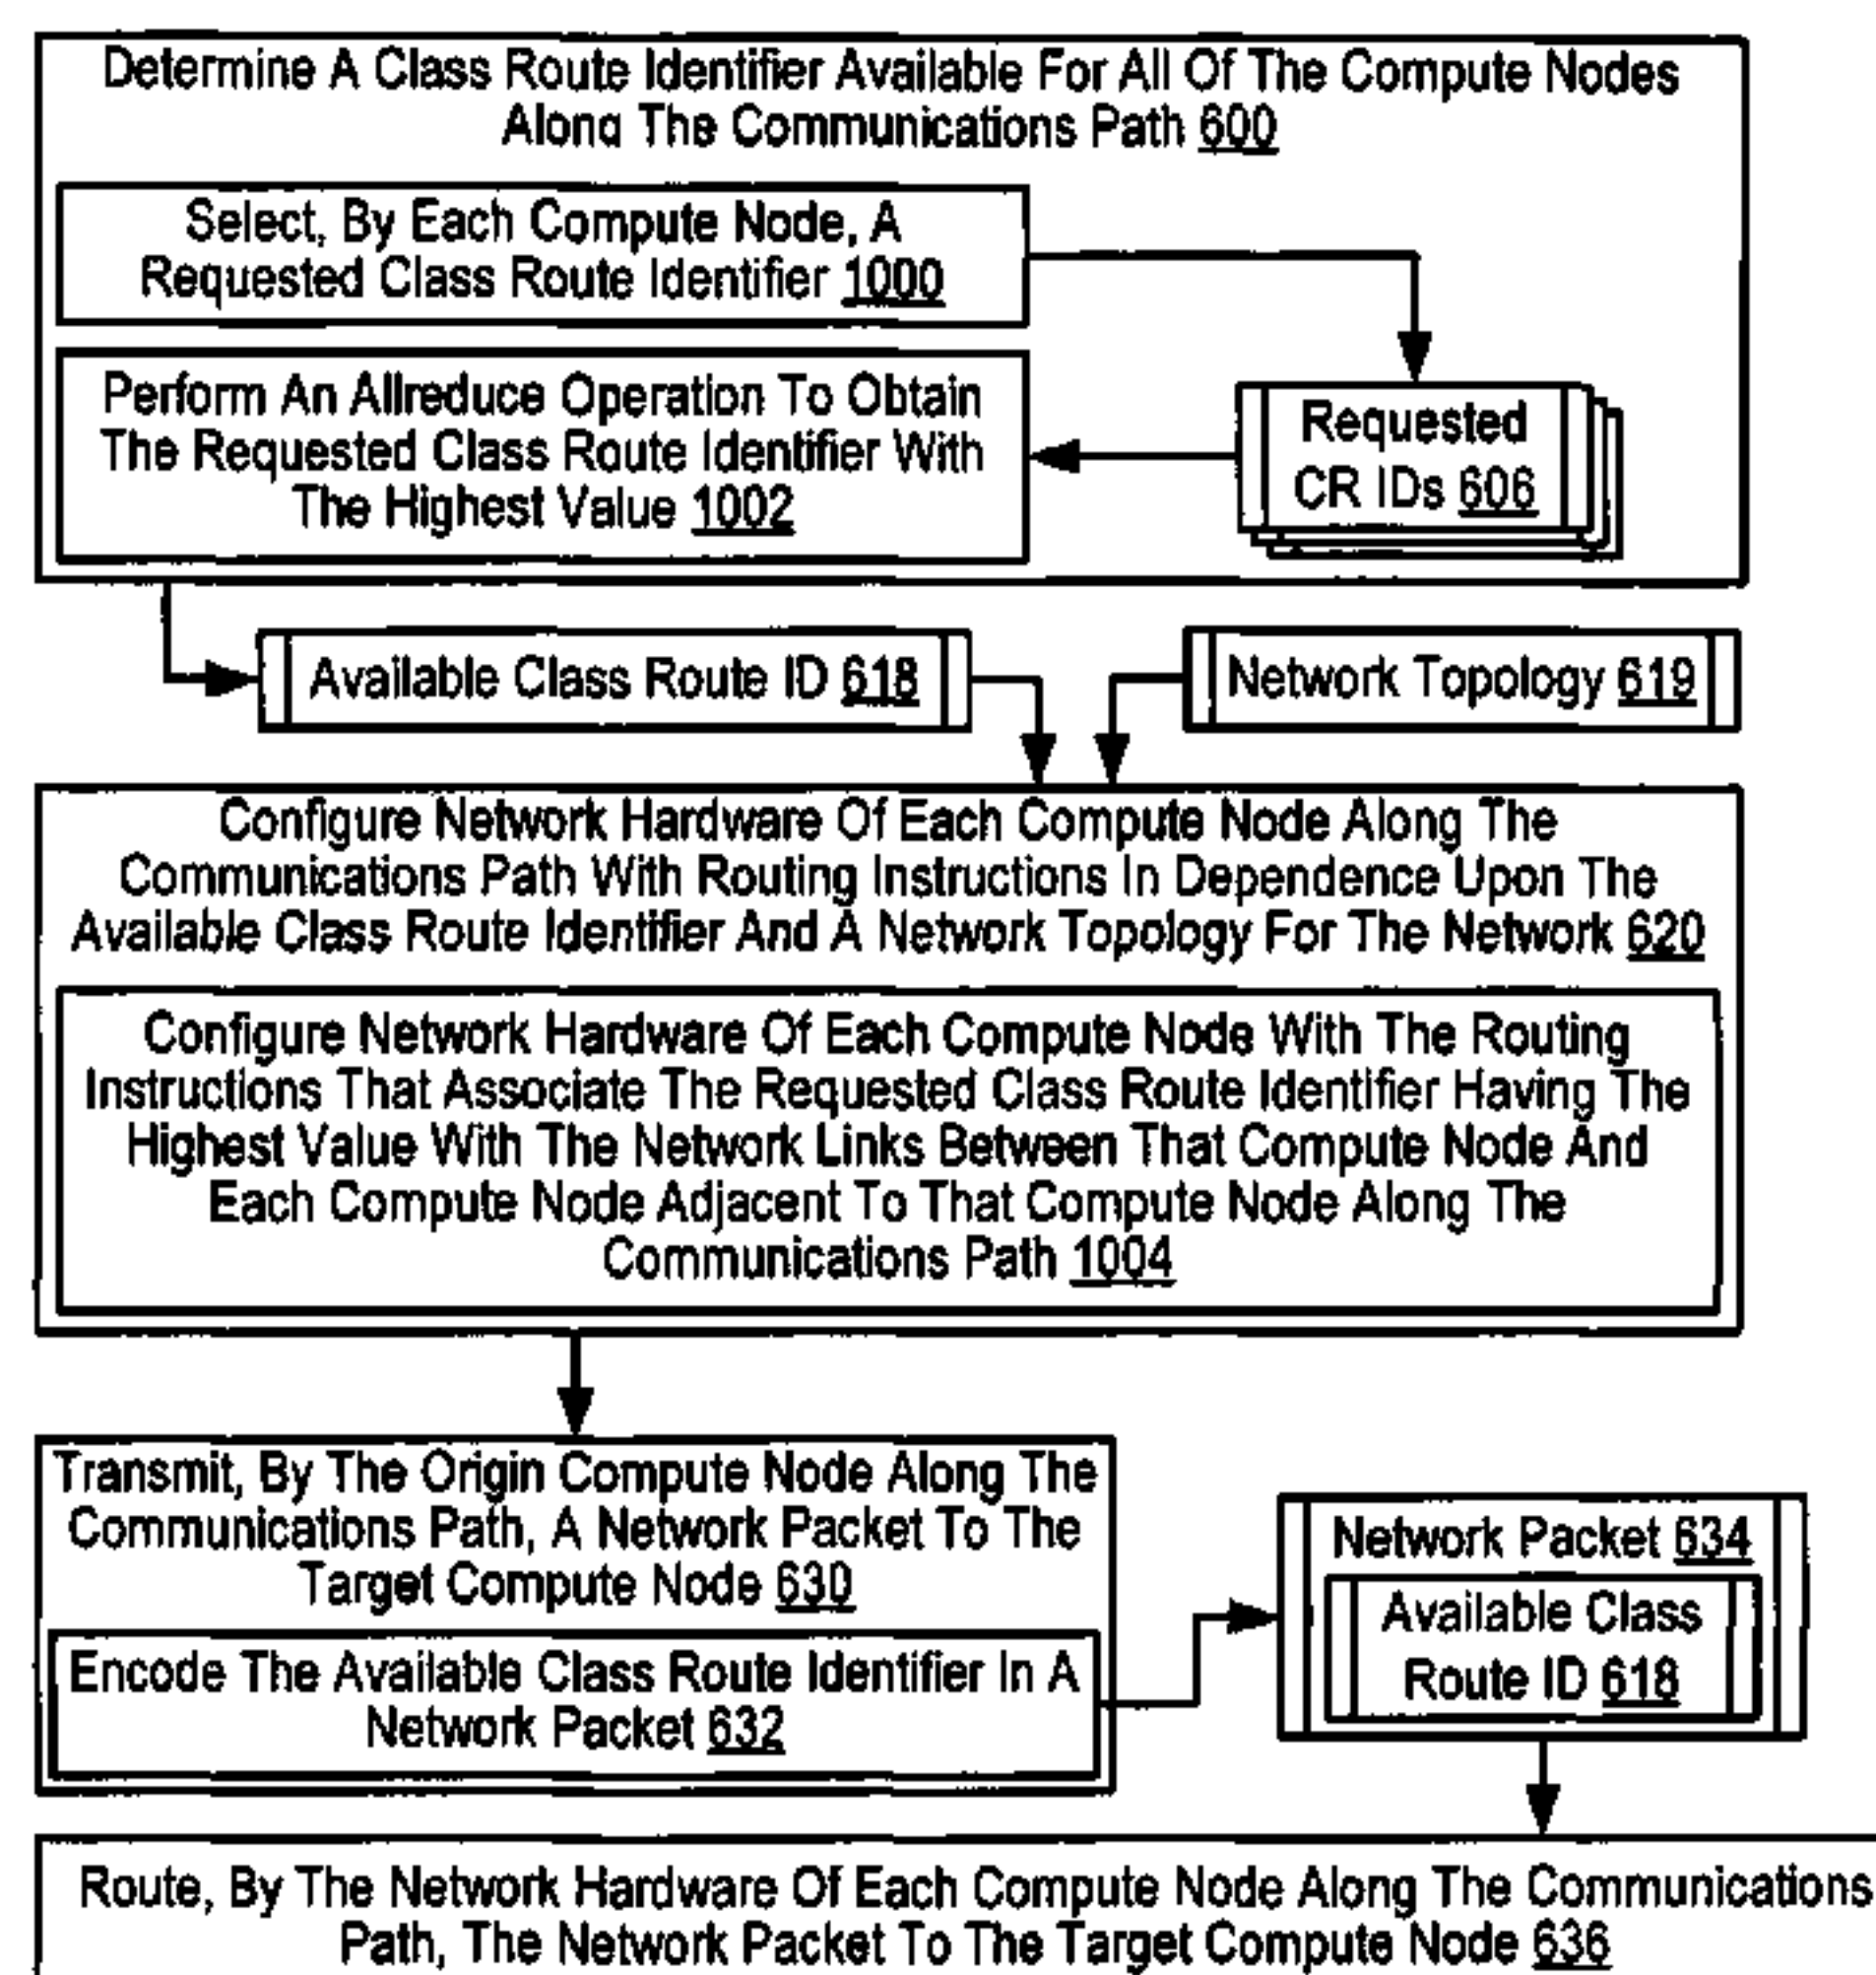 Determine A Class Route Identifier Available For All Of The Compute Nodes
Along The Communications Path 600
Select, By Each Compute Node, A
Requested Class Route Identifier 1000
Perform An Allreduce Operation To Obtain
The Requested Class Route Identifier With
The Highest Value 1002
Requested
CR IDs 606
Available Class Route ID 618
Network Topology 619
Configure Network Hardware Of Each Compute Node Along The
Communications Path With Routing Instructions In Dependence Upon The
Available Class Route Identifier And A Network Topology For The Network 620
Configure Network Hardware Of Each Compute Node With The Routing
Instructions That Associate The Requested Class Route Identifier Having The
Highest Value With The Network Links Between That Compute Node And
Each Compute Node Adjacent To That Compute Node Along The
Communications Path 1004
Transmit, By The Origin Compute Node Along The
Communications Path, A Network Packet To The
Target Compute Node 630
Encode The Available Class Route Identifier In A
Network Packet 632
Network Packet 634
Available Class
Route ID 618
Route, By The Network Hardware Of Each Compute Node Along The Communications
Path, The Network Packet To The Target Compute Node 636